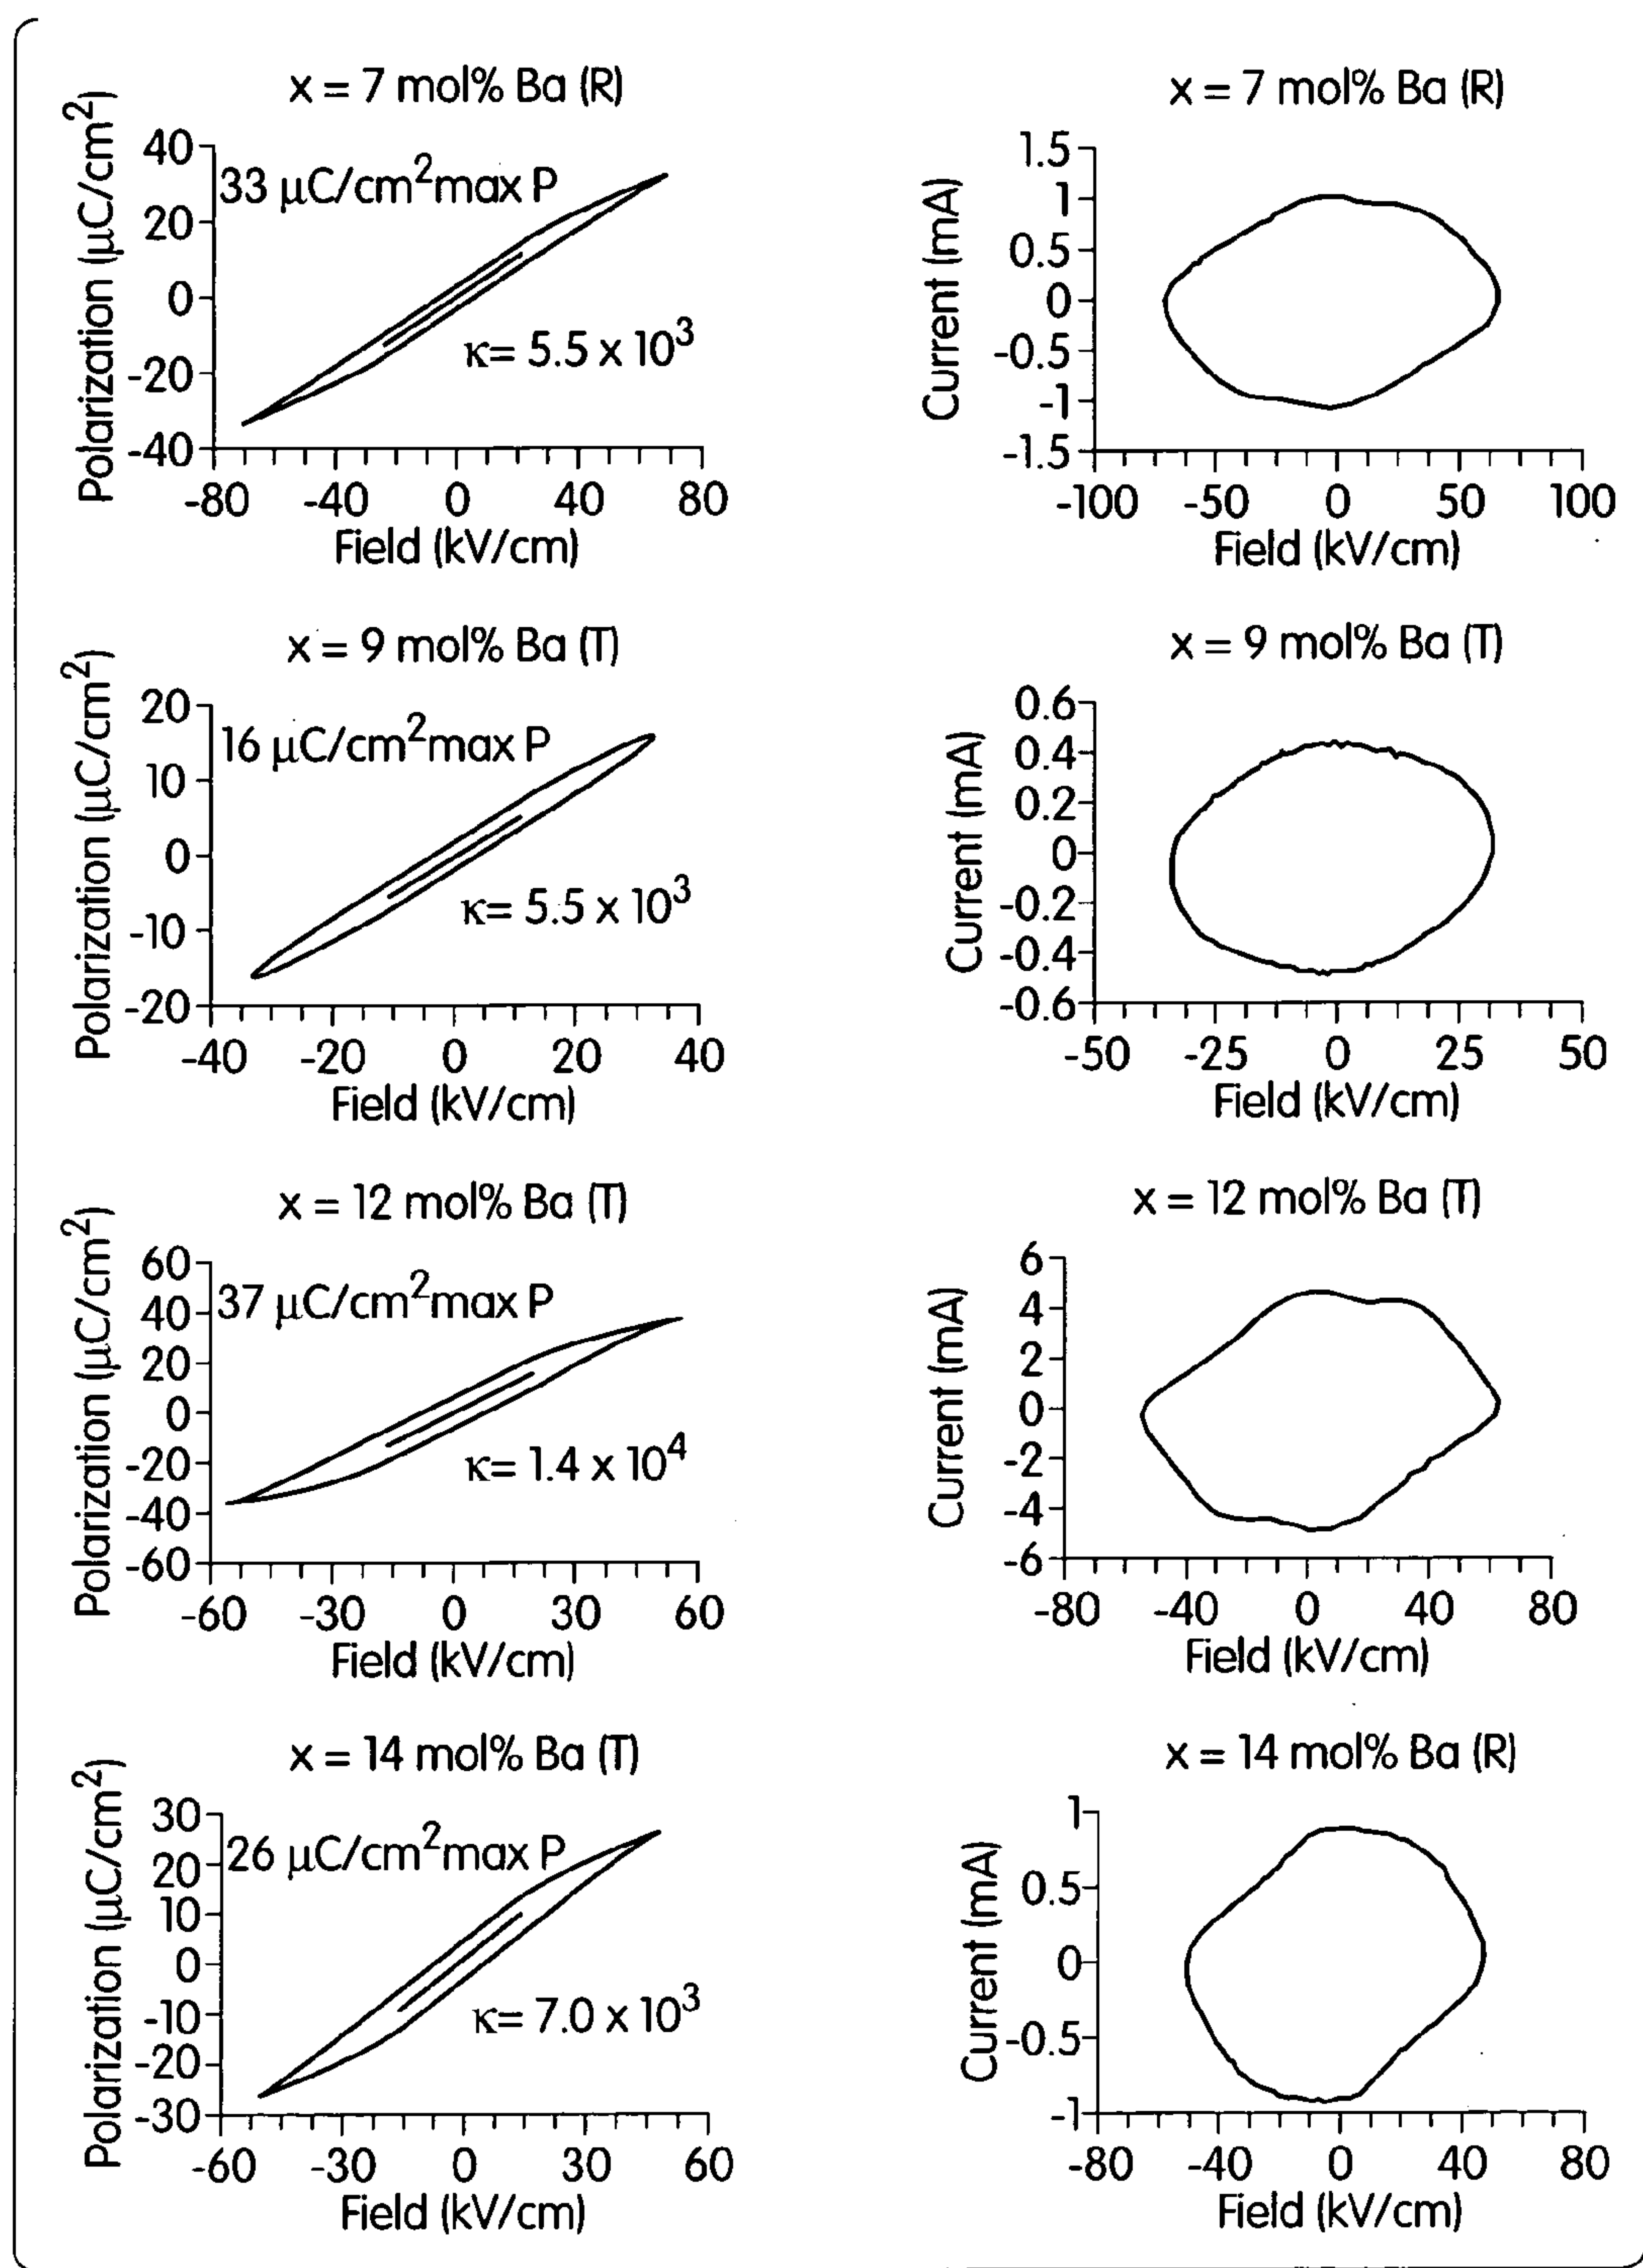 x = 7 mol% Ba (R)
Polarization (μC/cm²)
40
20
0
-20
-40
33 μC/cm²max P
κ= 5.5 x 10³
-80 -40 0 40 80
Field (kV/cm)
x = 7 mol% Ba (R)
Current (mA)
1.5
1
0.5
0
-0.5
-1
-1.5
-100 -50 0 50 100
Field (kV/cm)
x = 9 mol% Ba (T)
Polarization (μC/cm²)
20
10
0
-10
-20
16 μC/cm²max P
κ= 5.5 x 10³
-40 -20 0 20 40
Field (kV/cm)
x = 9 mol% Ba (T)
Current (mA)
0.6
0.4
0.2
0
-0.2
-0.4
-0.6
-50 -25 0 25 50
Field (kV/cm)
x = 12 mol% Ba (T)
Polarization (μC/cm²)
60
40
20
0
-20
-40
-60
37 μC/cm²max P
κ= 1.4 x 10⁴
-60 -30 0 30 60
Field (kV/cm)
x = 12 mol% Ba (T)
Current (mA)
6
4
2
0
-2
-4
-6
-80 -40 0 40 80
Field (kV/cm)
x = 14 mol% Ba (T)
Polarization (μC/cm²)
30
20
10
0
-10
-20
-30
26 μC/cm²max P
κ= 7.0 x 10³
-60 -30 0 30 60
Field (kV/cm)
x = 14 mol% Ba (R)
Current (mA)
1
0.5
0
-0.5
-1
-80 -40 0 40 80
Field (kV/cm)